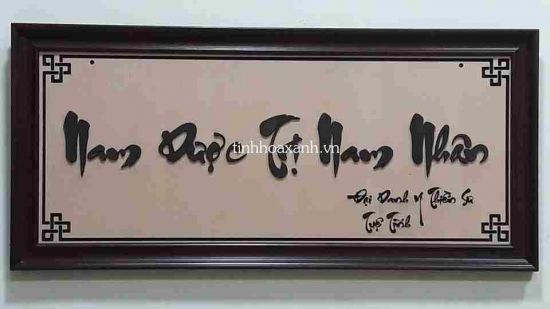 Nam Dược Trị Nam Nhân
tinhhoaxanh.vn
Đại Danh Y Thiền Sư
Tuệ Tĩnh